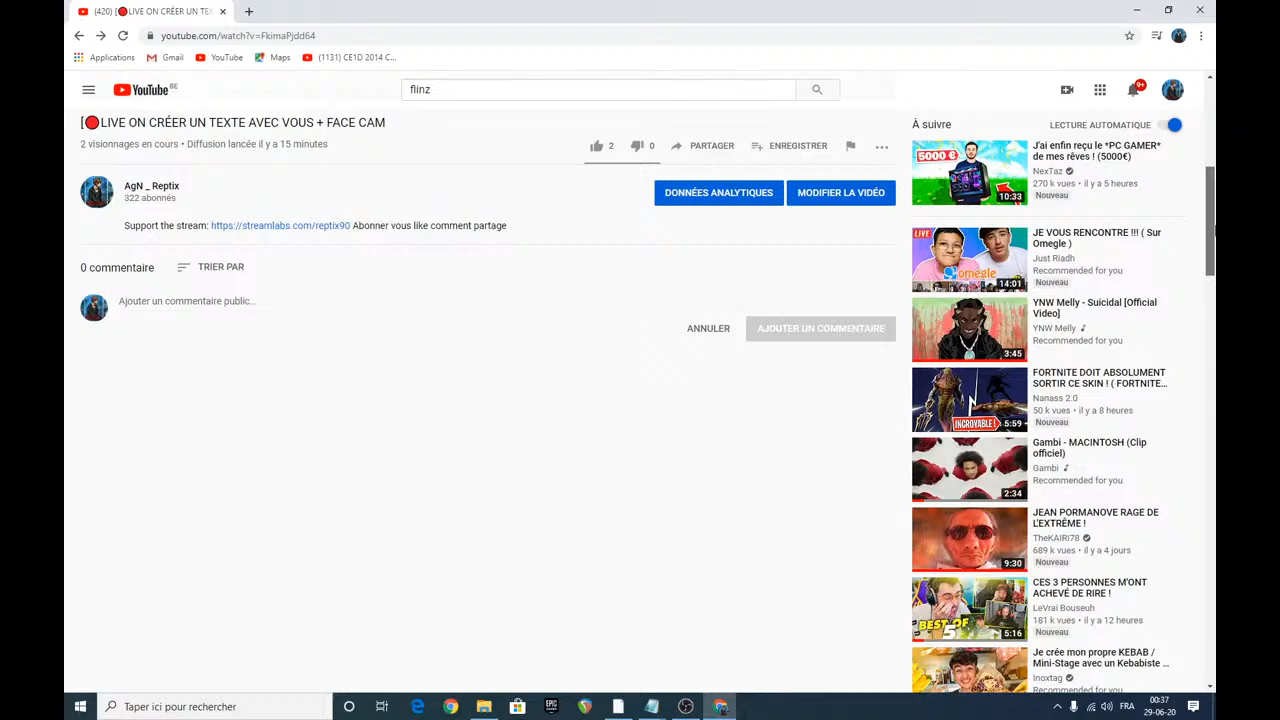 (420) [🔴LIVE ON CRÉER UN TEX
youtube.com/watch?v=FkimaPjdd64
Applications
Gmail
YouTube
Maps
(1131) CE1D 2014 C...
YouTube BE
flinz
9+
[🔴LIVE ON CRÉER UN TEXTE AVEC VOUS + FACE CAM
2 visionnages en cours • Diffusion lancée il y a 15 minutes
2
0
PARTAGER
ENREGISTRER
AgN _ Reptix
322 abonnés
DONNÉES ANALYTIQUES
MODIFIER LA VIDÉO
Support the stream: https://streamlabs.com/reptix90 Abonner vous like comment partage
0 commentaire
TRIER PAR
Ajouter un commentaire public...
ANNULER
AJOUTER UN COMMENTAIRE
À suivre
LECTURE AUTOMATIQUE
5000 €
10:33
J'ai enfin reçu le *PC GAMER*
de mes rêves ! (5000€)
NexTaz
270 k vues • il y a 5 heures
Nouveau
LIVE
omegle
14:01
JE VOUS RENCONTRE !!! ( Sur
Omegle )
Just Riadh
Recommended for you
Nouveau
3:45
YNW Melly - Suicidal [Official
Video]
YNW Melly
Recommended for you
INCROYABLE !
5:59
FORTNITE DOIT ABSOLUMENT
SORTIR CE SKIN ! ( FORTNITE...
Nanass 2.0
50 k vues • il y a 8 heures
Nouveau
2:34
Gambi - MACINTOSH (Clip
officiel)
Gambi
Recommended for you
9:30
JEAN PORMANOVE RAGE DE
L'EXTRÊME !
TheKAIRI78
689 k vues • il y a 4 jours
Nouveau
BEST OF
5
5:16
CES 3 PERSONNES M'ONT
ACHEVÉ DE RIRE !
LeVrai Bouseuh
181 k vues • il y a 12 heures
Nouveau
Je crée mon propre KEBAB /
Mini-Stage avec un Kebabiste ...
Inoxtag
Recommended for you
Taper ici pour rechercher
EPIC
FRA
00:37
29-06-20